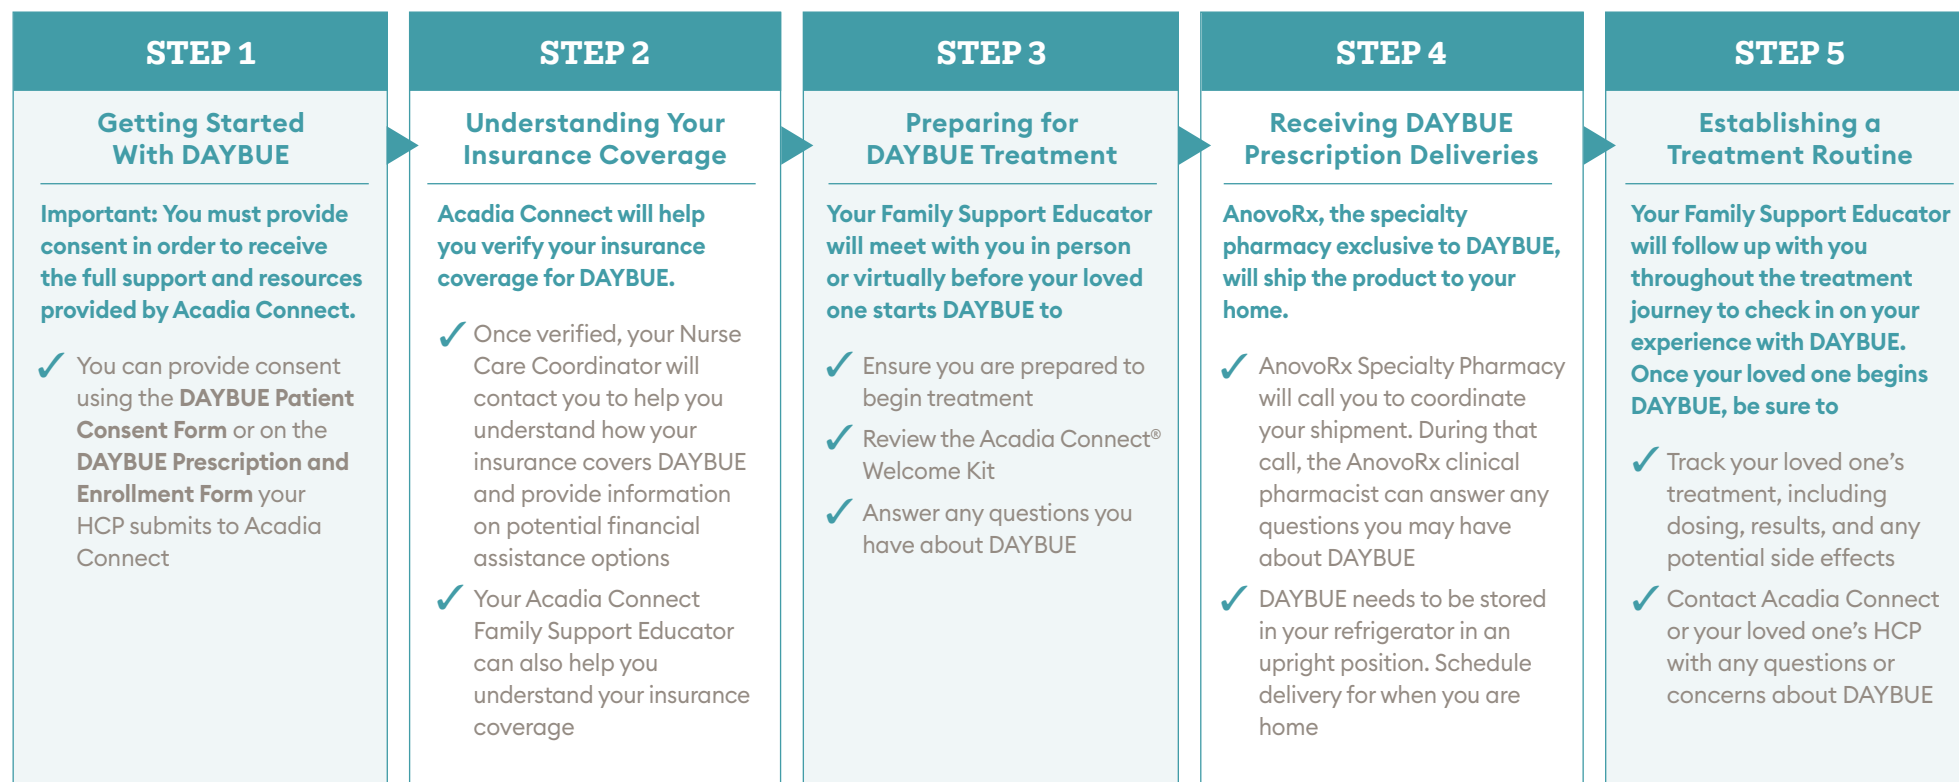 STEP 1
Getting Started
With DAYBUE
Important: You must provide
consent in order to receive
the full support and resources
provided by Acadia Connect.
✓ You can provide consent
using the DAYBUE Patient
Consent Form or on the
DAYBUE Prescription and
Enrollment Form your
HCP submits to Acadia
Connect
STEP 2
Understanding Your
Insurance Coverage
Acadia Connect will help
you verify your insurance
coverage for DAYBUE.
✓ Once verified, your Nurse
Care Coordinator will
contact you to help you
understand how your
insurance covers DAYBUE
and provide information
on potential financial
assistance options
✓ Your Acadia Connect
Family Support Educator
can also help you
understand your insurance
coverage
STEP 3
Preparing for
DAYBUE Treatment
Your Family Support Educator
will meet with you in person
or virtually before your loved
one starts DAYBUE to
✓ Ensure you are prepared to
begin treatment
✓ Review the Acadia Connect®
Welcome Kit
✓ Answer any questions you
have about DAYBUE
STEP 4
Receiving DAYBUE
Prescription Deliveries
AnovoRx, the specialty
pharmacy exclusive to DAYBUE,
will ship the product to your
home.
✓ AnovoRx Specialty Pharmacy
will call you to coordinate
your shipment. During that
call, the AnovoRx clinical
pharmacist can answer any
questions you may have
about DAYBUE
✓ DAYBUE needs to be stored
in your refrigerator in an
upright position. Schedule
delivery for when you are
home
STEP 5
Establishing a
Treatment Routine
Your Family Support Educator
will follow up with you
throughout the treatment
journey to check in on your
experience with DAYBUE.
Once your loved one begins
DAYBUE, be sure to
✓ Track your loved one’s
treatment, including
dosing, results, and any
potential side effects
✓ Contact Acadia Connect
or your loved one’s HCP
with any questions or
concerns about DAYBUE